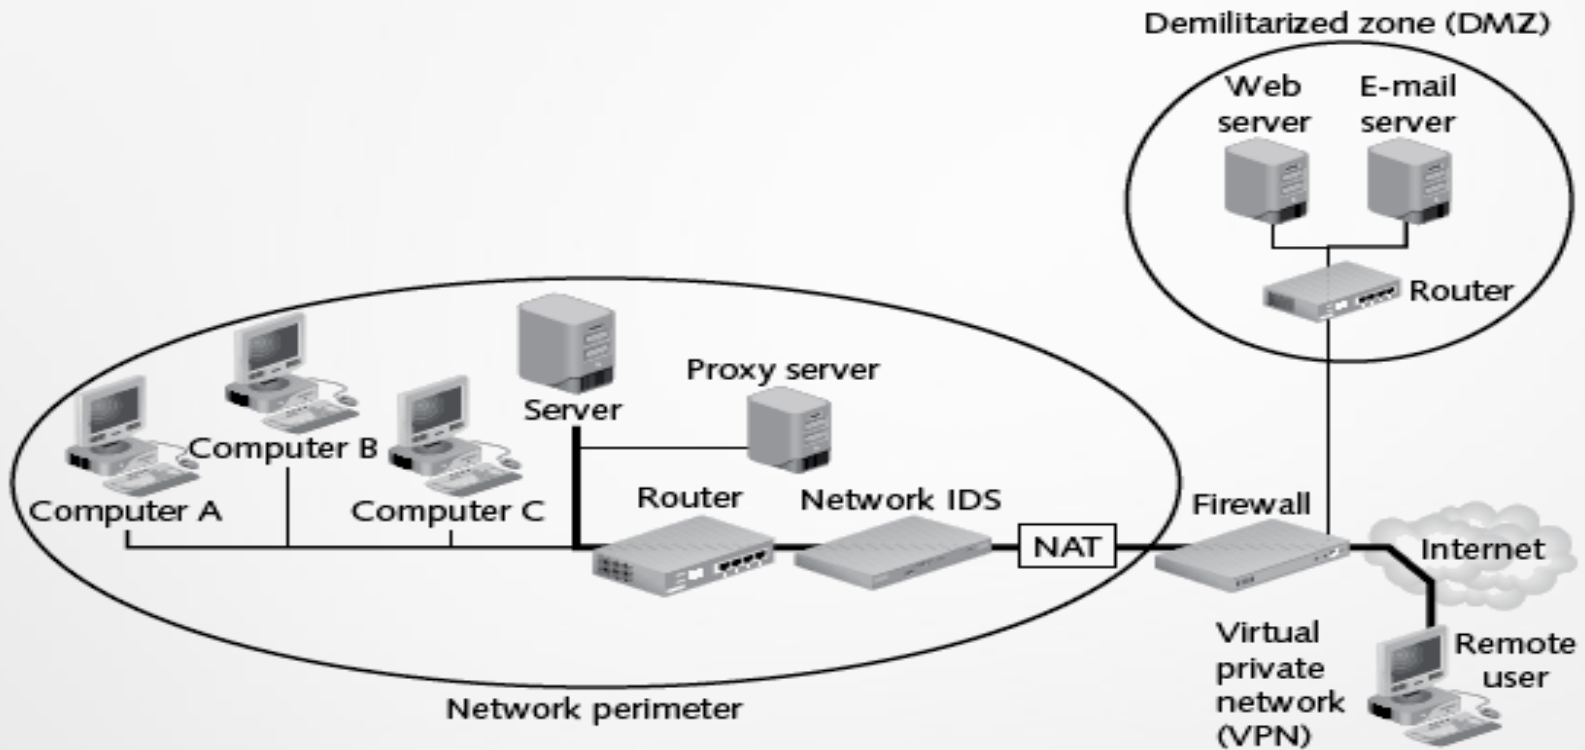 Demilitarized zone (DMZ)
Web
server
E-mail
server
Router
Server
Proxy server
Computer B
Computer A
Computer C
Router
Network IDS
NAT
Firewall
Internet
Virtual
private
network
(VPN)
Remote
user
Network perimeter